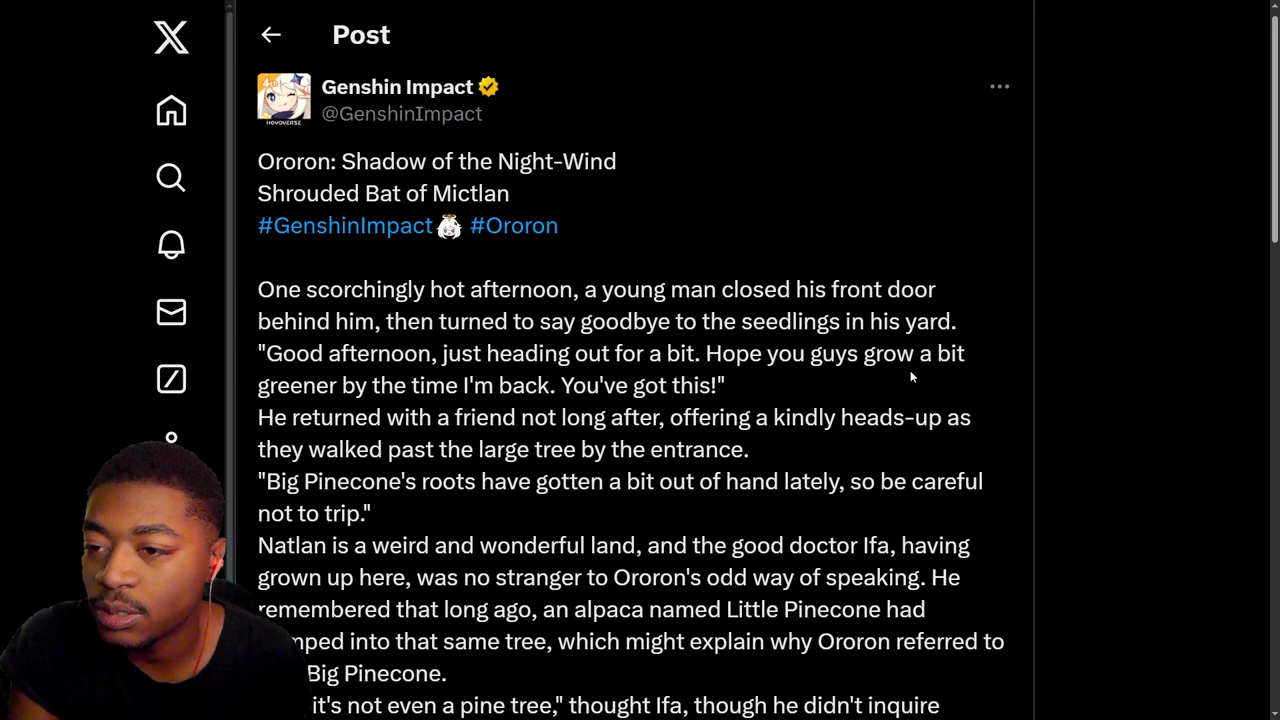 Post
Genshin Impact
@GenshinImpact
HOYOVERSE
Ororon: Shadow of the Night-Wind
Shrouded Bat of Mictlan
#GenshinImpact #Ororon
One scorchingly hot afternoon, a young man closed his front door
behind him, then turned to say goodbye to the seedlings in his yard.
"Good afternoon, just heading out for a bit. Hope you guys grow a bit
greener by the time I'm back. You've got this!"
He returned with a friend not long after, offering a kindly heads-up as
they walked past the large tree by the entrance.
"Big Pinecone's roots have gotten a bit out of hand lately, so be careful
not to trip."
Natlan is a weird and wonderful land, and the good doctor Ifa, having
grown up here, was no stranger to Ororon's odd way of speaking. He
remembered that long ago, an alpaca named Little Pinecone had
into that same tree, which might explain why Ororon referred to
Big Pinecone.
it's not even a pine tree," thought Ifa, though he didn't inquire